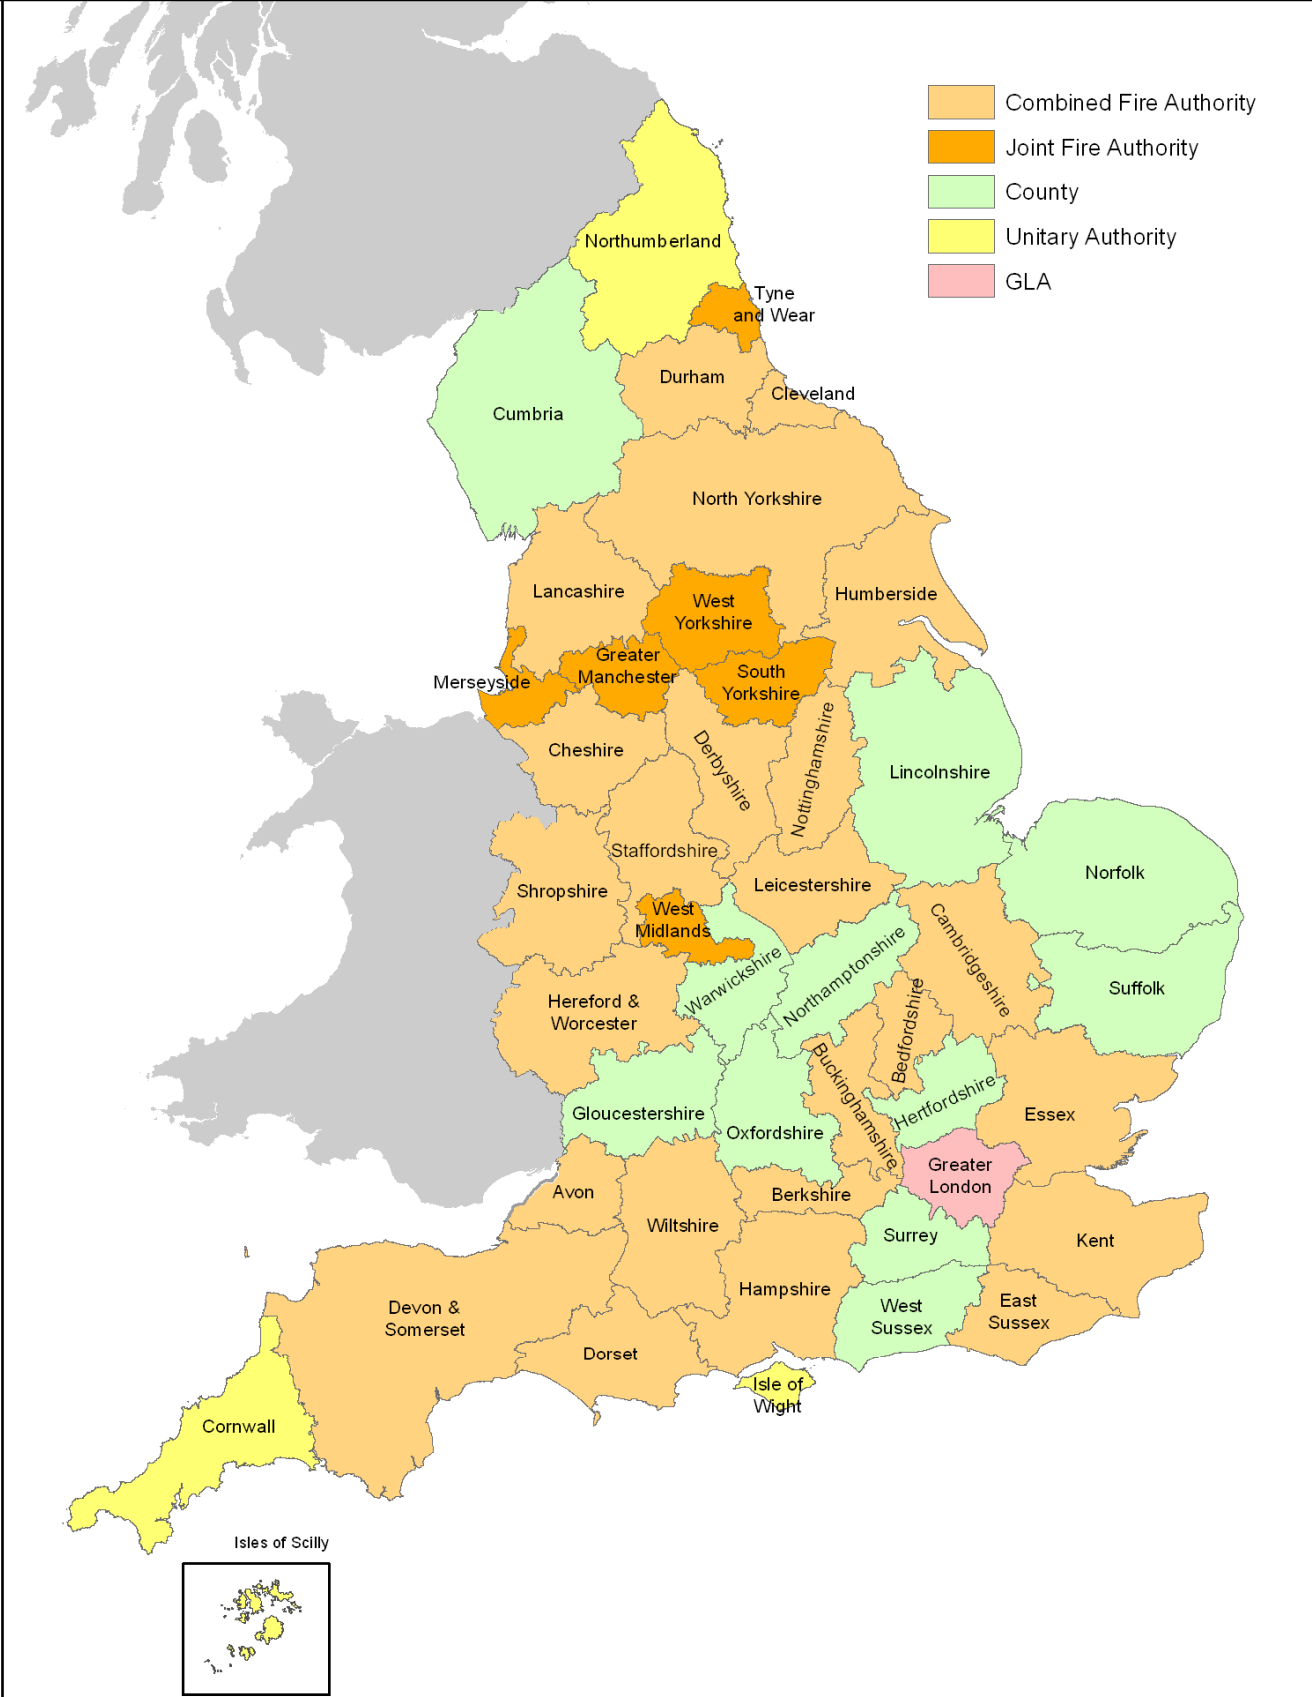 Combined Fire Authority
Joint Fire Authority
County
Unitary Authority
GLA
Northumberland
Tyne
and Wear
Durham
Cleveland
Cumbria
North Yorkshire
Lancashire
West
Yorkshire
Humberside
Greater
Manchester
Merseyside
South
Yorkshire
Cheshire
Derbyshire
Nottinghamshire
Lincolnshire
Staffordshire
Shropshire
Leicestershire
Norfolk
West
Midlands
Warwickshire
Northamptonshire
Cambridgeshire
Suffolk
Hereford &
Worcester
Bedfordshire
Buckinghamshire
Hertfordshire
Essex
Gloucestershire
Oxfordshire
Greater
London
Avon
Berkshire
Wiltshire
Surrey
Kent
Hampshire
Devon &
Somerset
West
Sussex
East
Sussex
Dorset
Isle of
Wight
Cornwall
Isles of Scilly